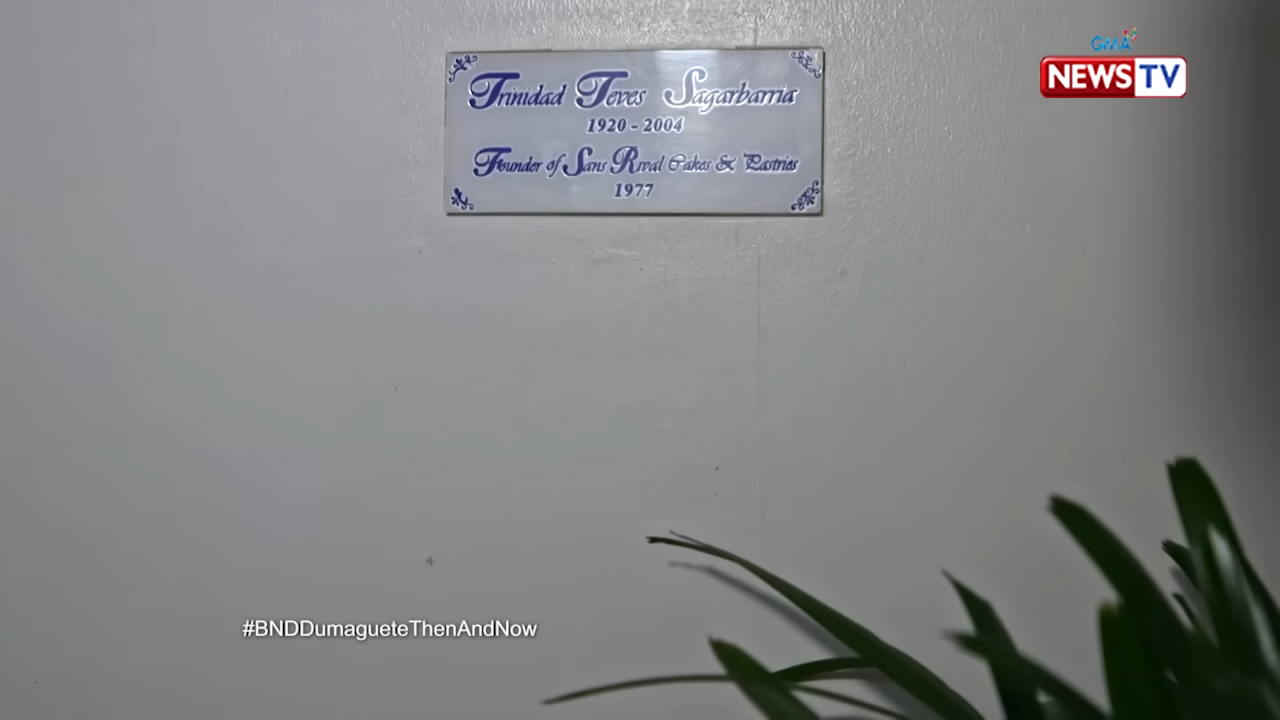 GMA
NEWS TV
Trinidad Teves Sagarbarria
1920 - 2004
Founder of Sans Rival Cakes & Pastries
1977
#BNDDumagueteThenAndNow